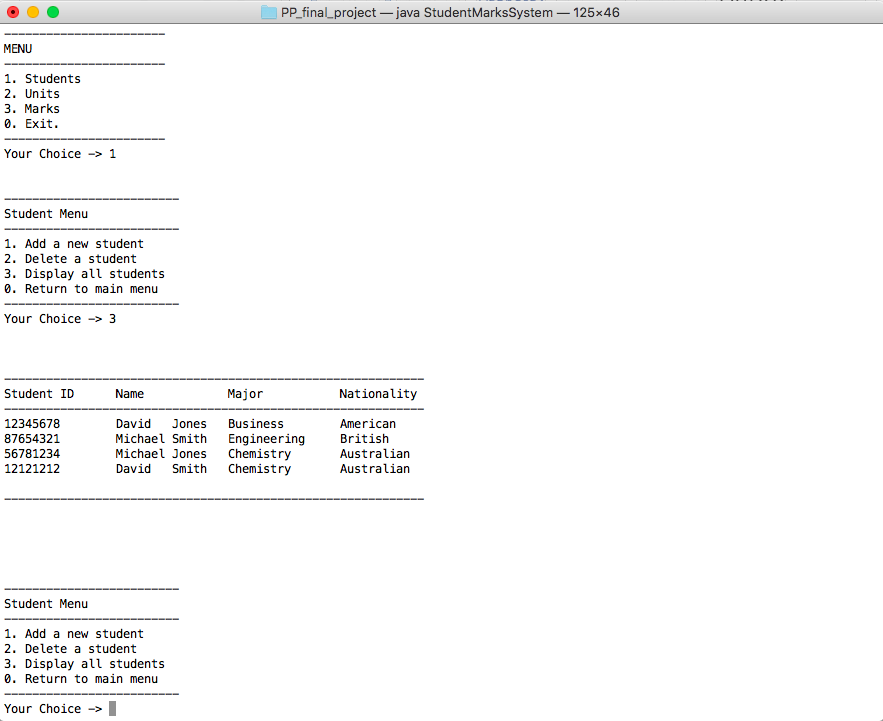 PP_final_project — java StudentMarksSystem — 125×46
-----------------------
MENU
-----------------------
1. Students
2. Units
3. Marks
0. Exit.
-----------------------
Your Choice -> 1
-------------------------
Student Menu
-------------------------
1. Add a new student
2. Delete a student
3. Display all students
0. Return to main menu
-------------------------
Your Choice -> 3
------------------------------------------------------------
Student ID      Name            Major           Nationality
------------------------------------------------------------
12345678        David   Jones   Business        American
87654321        Michael Smith   Engineering     British
56781234        Michael Jones   Chemistry       Australian
12121212        David   Smith   Chemistry       Australian
------------------------------------------------------------
-------------------------
Student Menu
-------------------------
1. Add a new student
2. Delete a student
3. Display all students
0. Return to main menu
-------------------------
Your Choice ->